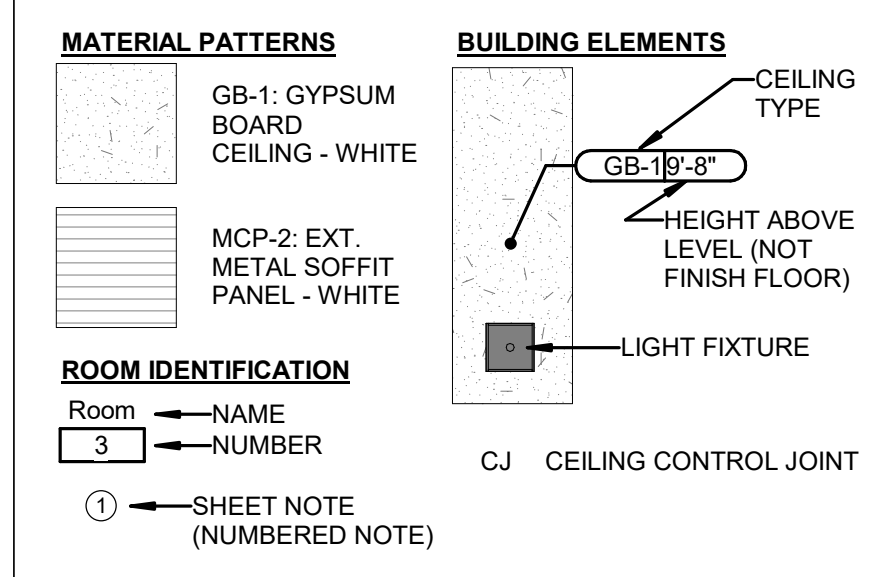 MATERIAL PATTERNS
GB-1: GYPSUM
BOARD
CEILING - WHITE
MCP-2: EXT.
METAL SOFFIT
PANEL - WHITE
ROOM IDENTIFICATION
Room
NAME
3
NUMBER
1
SHEET NOTE
(NUMBERED NOTE)
BUILDING ELEMENTS
CEILING
TYPE
GB-1 9'-8"
HEIGHT ABOVE
LEVEL (NOT
FINISH FLOOR)
LIGHT FIXTURE
CJ CEILING CONTROL JOINT